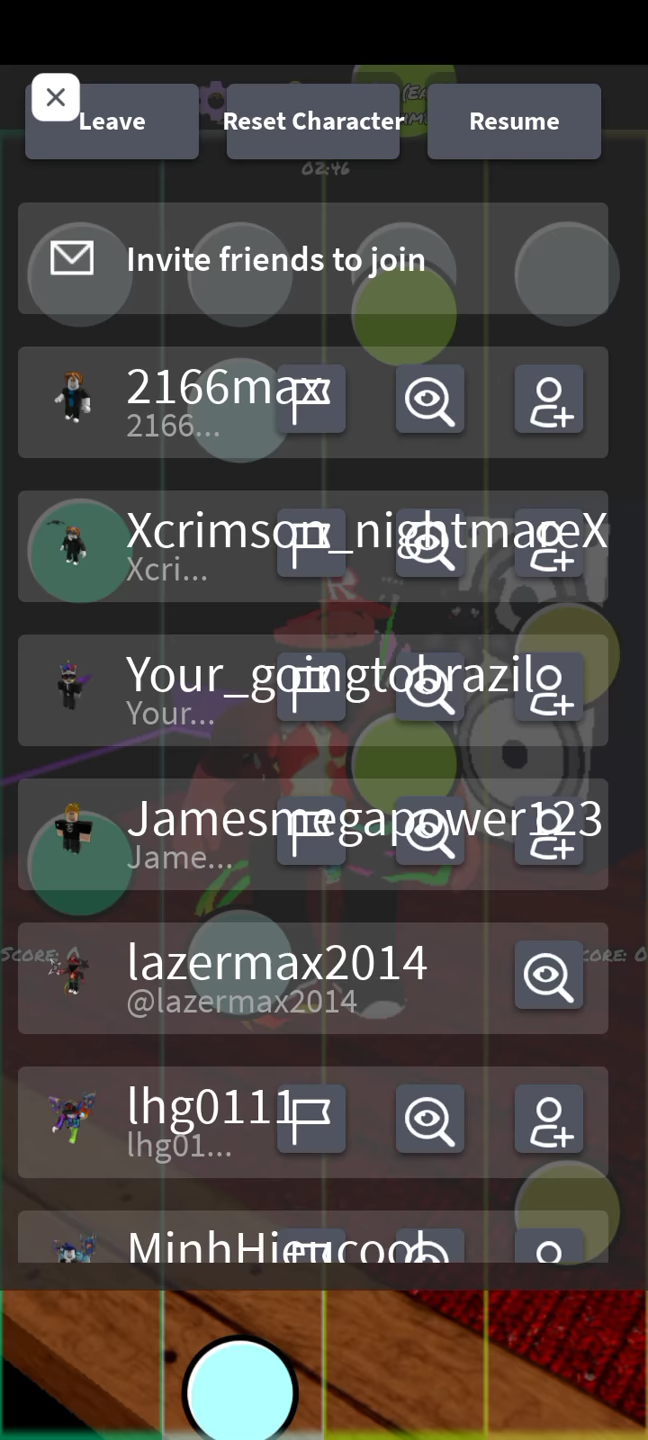 Leave
Reset Character
Resume
02:46
Invite friends to join
2166max
2166...
Xcrimson_nightmareX
Xcri...
Your_goingtobrazil
Your...
Jamesmegapower123
Jame...
Score: 0
lazermax2014
@lazermax2014
lhg0111
lhg01...
MinhHieucool